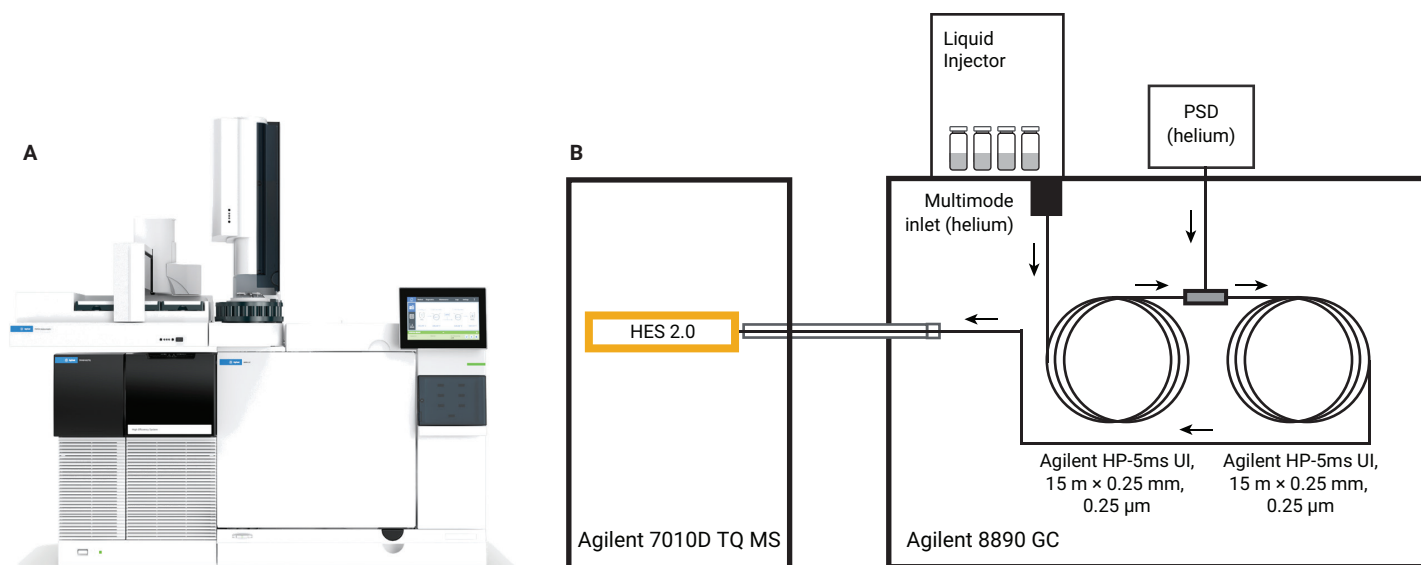 A
B
Liquid
Injector
PSD
(helium)
Multimode
inlet (helium)
HES 2.0
Agilent HP-5ms UI,
15 m × 0.25 mm,
0.25 µm
Agilent HP-5ms UI,
15 m × 0.25 mm,
0.25 µm
Agilent 7010D TQ MS
Agilent 8890 GC